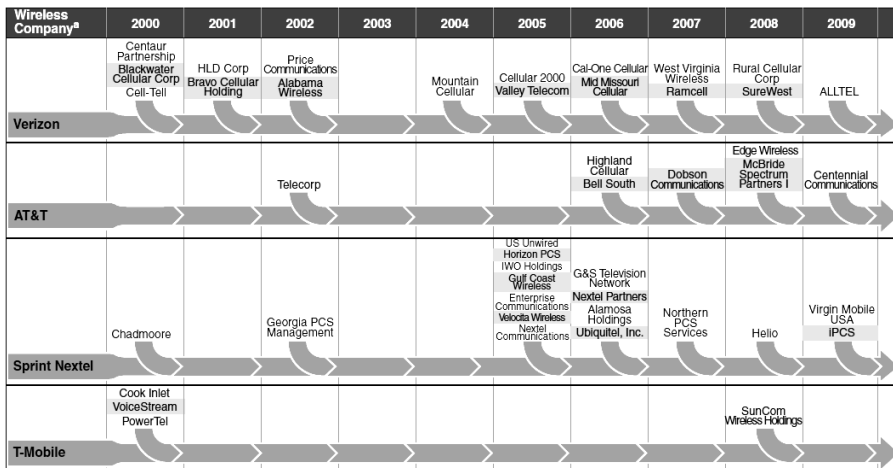 Wireless
Companyª 2000 2001 2002 2003 2004 2005 2006 2007 2008 2009
Centaur
Partnership
Blackwater
Cellular Corp
Cell-Tell
HLD Corp
Bravo Cellular
Holding
Price
Communications
Alabama
Wireless
Mountain
Cellular
Cellular 2000
Valley Telecom
Cal-One Cellular
Mid Missouri
Cellular
West Virginia
Wireless
Ramcell
Rural Cellular
Corp
SureWest
ALLTEL
Verizon
Telecorp
Highland
Cellular
Bell South
Dobson
Communications
Edge Wireless
McBride
Spectrum
Partners I
Centennial
Communications
AT&T
Chadmoore
Georgia PCS
Management
US Unwired
Horizon PCS
IWO Holdings
Gulf Coast
Wireless
Enterprise
Communications
Velocita Wireless
Nextel
Communications
G&S Television
Network
Nextel Partners
Alamosa
Holdings
Ubiquitel, Inc.
Northern
PCS
Services
Helio
Virgin Mobile
USA
iPCS
Sprint Nextel
Cook Inlet
VoiceStream
PowerTel
SunCom
Wireless Holdings
T-Mobile